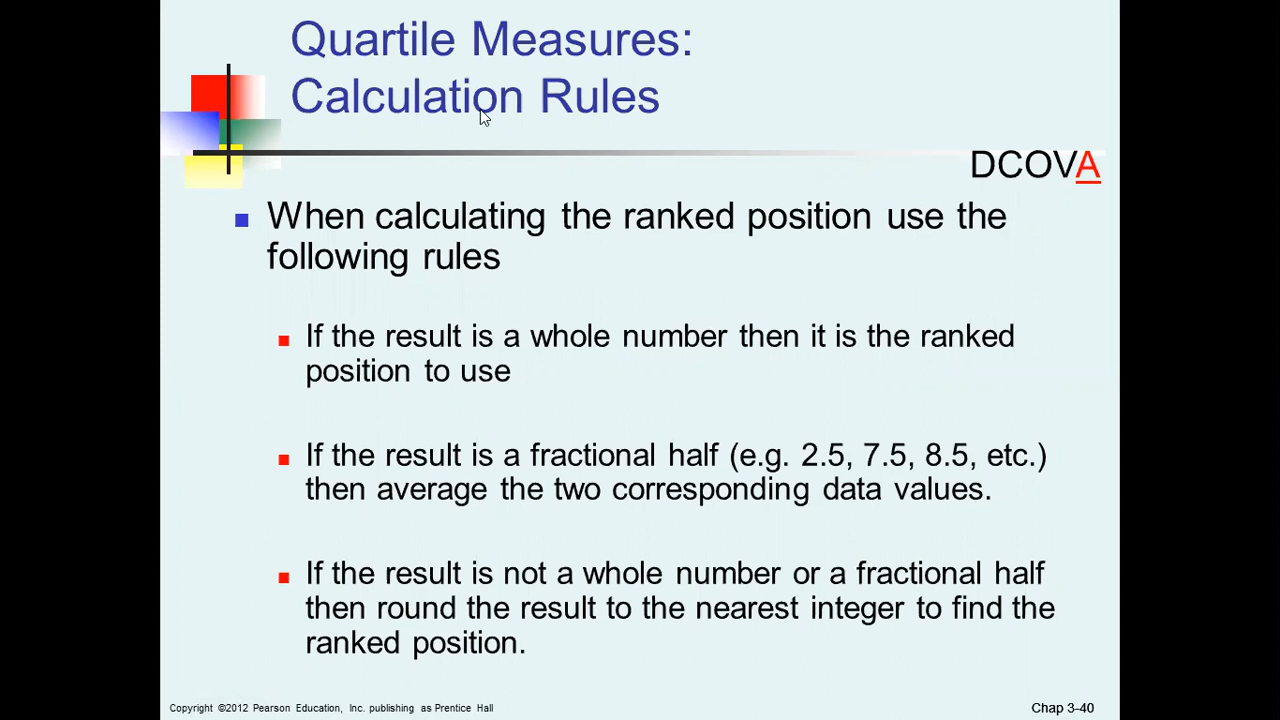 Quartile Measures:
Calculation Rules
DCOVA
When calculating the ranked position use the
following rules
If the result is a whole number then it is the ranked
position to use
If the result is a fractional half (e.g. 2.5, 7.5, 8.5, etc.)
then average the two corresponding data values.
If the result is not a whole number or a fractional half
then round the result to the nearest integer to find the
ranked position.
Copyright ©2012 Pearson Education, Inc. publishing as Prentice Hall
Chap 3-40